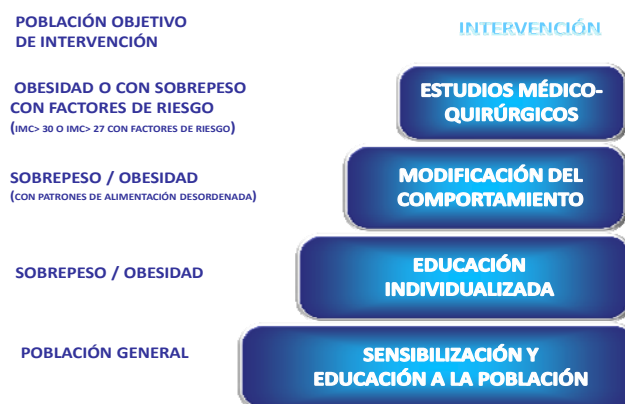 POBLACIÓN OBJETIVO
DE INTERVENCIÓN
INTERVENCIÓN
OBESIDAD O CON SOBREPESO
CON FACTORES DE RIESGO
(IMC> 30 O IMC> 27 CON FACTORES DE RIESGO)
ESTUDIOS MÉDICO-
QUIRÚRGICOS
SOBREPESO / OBESIDAD
(CON PATRONES DE ALIMENTACIÓN DESORDENADA)
MODIFICACIÓN DEL
COMPORTAMIENTO
SOBREPESO / OBESIDAD
EDUCACIÓN
INDIVIDUALIZADA
POBLACIÓN GENERAL
SENSIBILIZACIÓN Y
EDUCACIÓN A LA POBLACIÓN